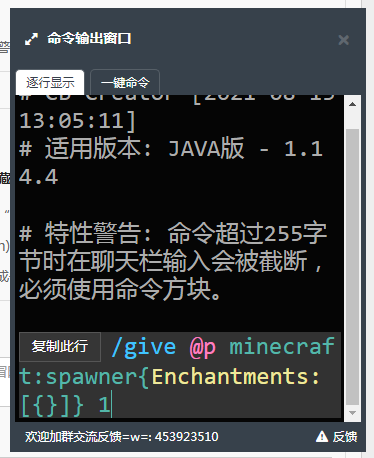 命令输出窗口
逐行显示 一键命令
# CB Creator [2021-08-15
13:05:11]
# 适用版本: JAVA版 - 1.1
4.4
# 特性警告: 命令超过255字
节时在聊天栏输入会被截断，
必须使用命令方块。
复制此行 /give @p minecraf
t:spawner{Enchantments:
[{}]} 1
欢迎加群交流反馈=w=: 453923510 反馈